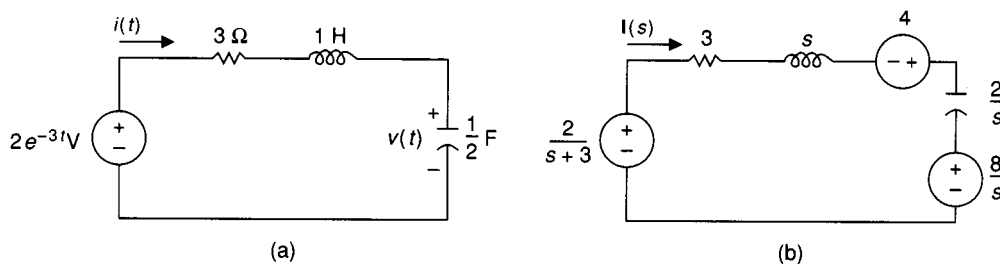 i(t)
3 Ω
1 H
2e^{-3t}V
+
−
+
v(t)
−
1/2 F
(a)
I(s)
3
s
4
− +
2/(s + 3)
+
−
2/s
+
−
8/s
(b)